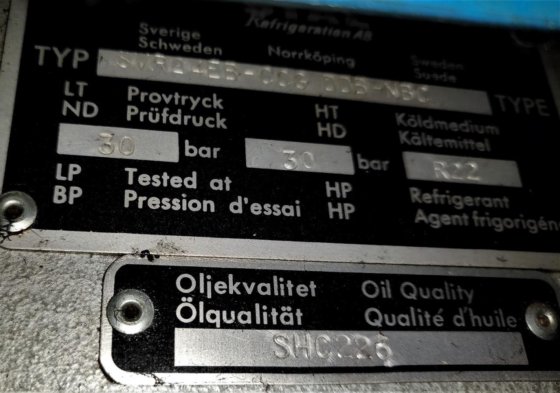 Refrigeration AB
Sverige Norrköping Sweden
Schweden Suede
TYP TYPE
LT Provtryck HT Köldmedium
ND Prüfdruck HD Kältemittel
30 bar 30 bar R22
LP Tested at HP Refrigerant
BP Pression d'essai HP Agent frigorigéne
Oljekvalitet Oil Quality
Ölqualität Qualité d'huile
SHC226